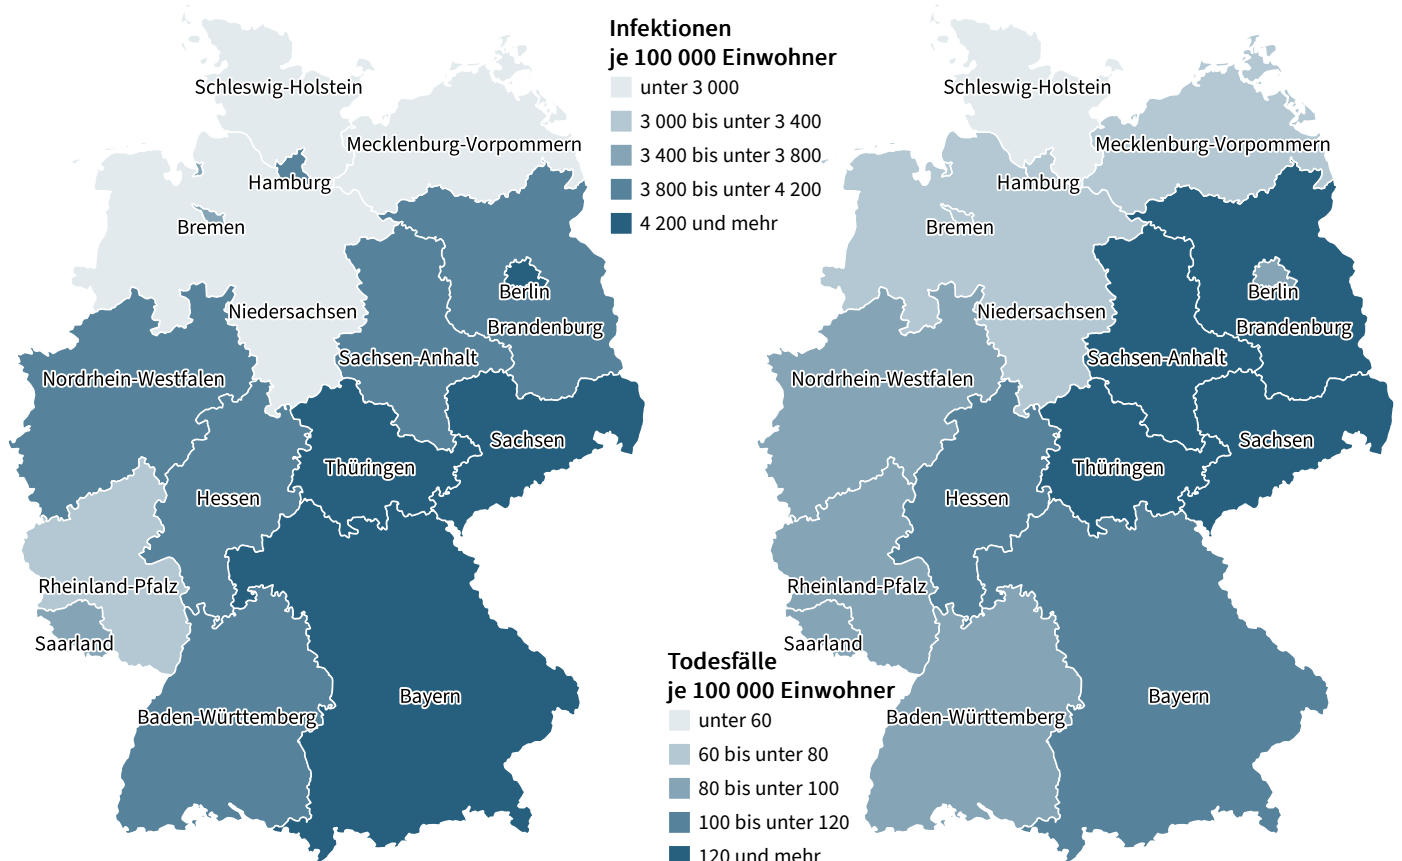 Infektionen
je 100 000 Einwohner
unter 3 000
3 000 bis unter 3 400
3 400 bis unter 3 800
3 800 bis unter 4 200
4 200 und mehr
Schleswig-Holstein
Mecklenburg-Vorpommern
Hamburg
Bremen
Berlin
Niedersachsen
Brandenburg
Sachsen-Anhalt
Nordrhein-Westfalen
Sachsen
Thüringen
Hessen
Rheinland-Pfalz
Saarland
Bayern
Baden-Württemberg
Schleswig-Holstein
Mecklenburg-Vorpommern
Hamburg
Bremen
Berlin
Niedersachsen
Brandenburg
Sachsen-Anhalt
Nordrhein-Westfalen
Sachsen
Thüringen
Hessen
Rheinland-Pfalz
Saarland
Bayern
Baden-Württemberg
Todesfälle
je 100 000 Einwohner
unter 60
60 bis unter 80
80 bis unter 100
100 bis unter 120
120 und mehr